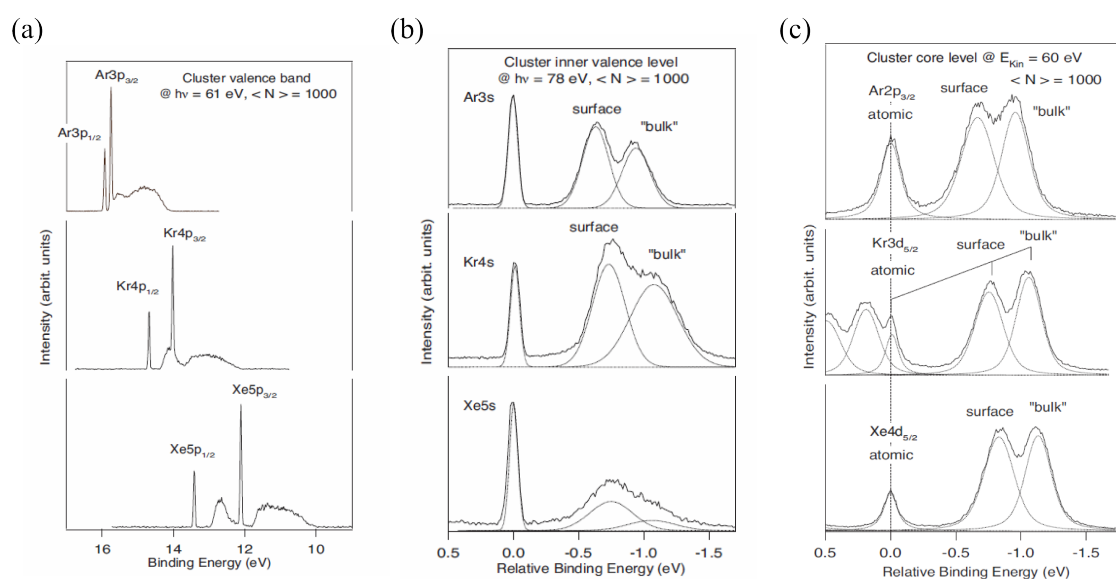 (a)
Cluster valence band
@ hν = 61 eV, < N > = 1000
Ar3p3/2
Ar3p1/2
Kr4p3/2
Kr4p1/2
Xe5p3/2
Xe5p1/2
Intensity (arbit. units)
16 14 12 10
Binding Energy (eV)
(b)
Cluster inner valence level
@ hν = 78 eV, < N > = 1000
Ar3s
surface
"bulk"
Kr4s
surface
"bulk"
Xe5s
Intensity (arbit. units)
0.5 0.0 -0.5 -1.0 -1.5
Relative Binding Energy (eV)
(c)
Cluster core level @ EKin = 60 eV
< N > = 1000
Ar2p3/2
atomic
surface
"bulk"
Kr3d5/2
atomic
surface
"bulk"
Xe4d5/2
atomic
surface
"bulk"
Intensity (arbit. units)
0.5 0.0 -0.5 -1.0 -1.5
Relative Binding Energy (eV)